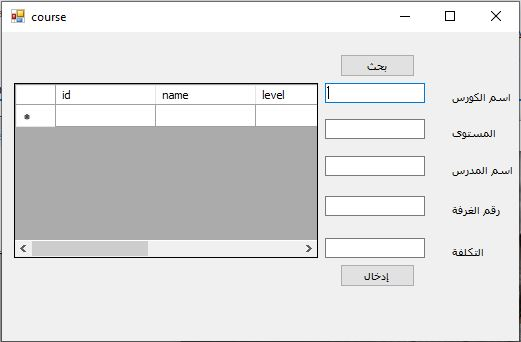 course
بحث
id name level
اسم الكورس
المستوى
اسم المدرس
رقم الغرفة
التكلفة
إدخال